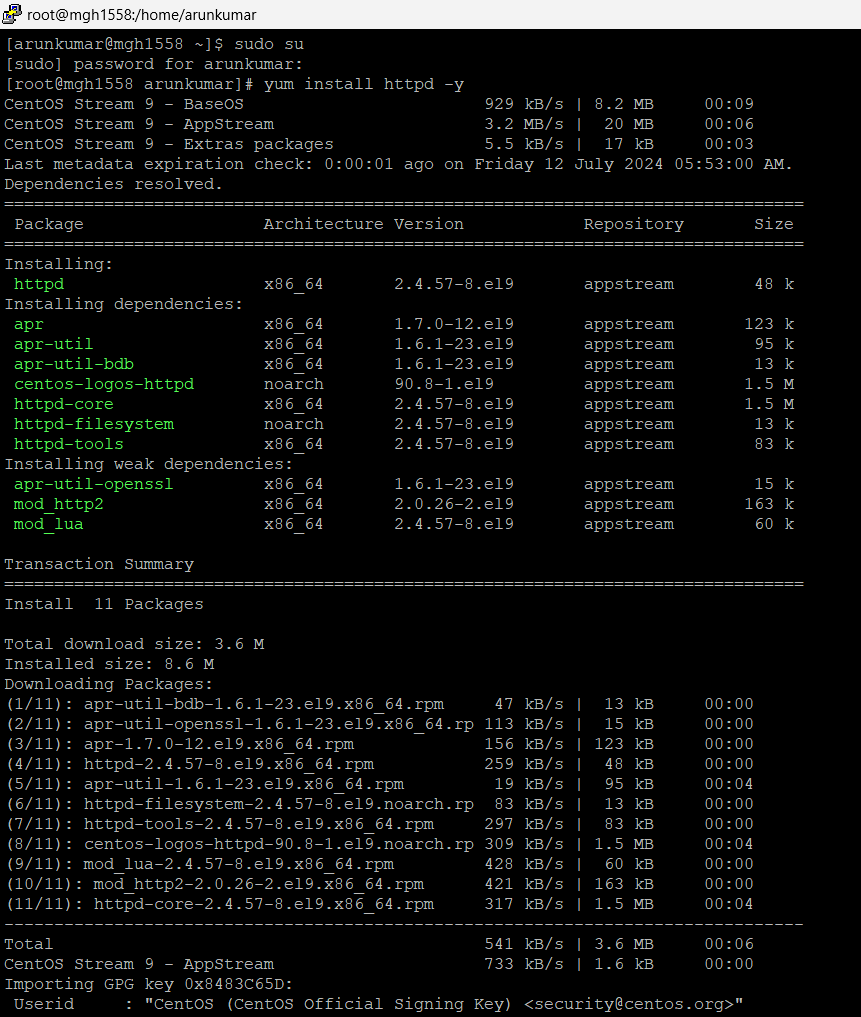 root@mgh1558:/home/arunkumar
[arunkumar@mgh1558 ~]$ sudo su
[sudo] password for arunkumar:
[root@mgh1558 arunkumar]# yum install httpd -y
CentOS Stream 9 - BaseOS                        929 kB/s | 8.2 MB     00:09
CentOS Stream 9 - AppStream                     3.2 MB/s |  20 MB     00:06
CentOS Stream 9 - Extras packages               5.5 kB/s |  17 kB     00:03
Last metadata expiration check: 0:00:01 ago on Friday 12 July 2024 05:53:00 AM.
Dependencies resolved.
================================================================================
 Package                  Architecture Version            Repository       Size
================================================================================
Installing:
 httpd                    x86_64       2.4.57-8.el9       appstream        48 k
Installing dependencies:
 apr                      x86_64       1.7.0-12.el9       appstream       123 k
 apr-util                 x86_64       1.6.1-23.el9       appstream        95 k
 apr-util-bdb             x86_64       1.6.1-23.el9       appstream        13 k
 centos-logos-httpd       noarch       90.8-1.el9         appstream       1.5 M
 httpd-core               x86_64       2.4.57-8.el9       appstream       1.5 M
 httpd-filesystem         noarch       2.4.57-8.el9       appstream        13 k
 httpd-tools              x86_64       2.4.57-8.el9       appstream        83 k
Installing weak dependencies:
 apr-util-openssl         x86_64       1.6.1-23.el9       appstream        15 k
 mod_http2                x86_64       2.0.26-2.el9       appstream       163 k
 mod_lua                  x86_64       2.4.57-8.el9       appstream        60 k

Transaction Summary
================================================================================
Install  11 Packages

Total download size: 3.6 M
Installed size: 8.6 M
Downloading Packages:
(1/11): apr-util-bdb-1.6.1-23.el9.x86_64.rpm     47 kB/s |  13 kB     00:00
(2/11): apr-util-openssl-1.6.1-23.el9.x86_64.rp 113 kB/s |  15 kB     00:00
(3/11): apr-1.7.0-12.el9.x86_64.rpm             156 kB/s | 123 kB     00:00
(4/11): httpd-2.4.57-8.el9.x86_64.rpm           259 kB/s |  48 kB     00:00
(5/11): apr-util-1.6.1-23.el9.x86_64.rpm         19 kB/s |  95 kB     00:04
(6/11): httpd-filesystem-2.4.57-8.el9.noarch.rp  83 kB/s |  13 kB     00:00
(7/11): httpd-tools-2.4.57-8.el9.x86_64.rpm     297 kB/s |  83 kB     00:00
(8/11): centos-logos-httpd-90.8-1.el9.noarch.rp 309 kB/s | 1.5 MB     00:04
(9/11): mod_lua-2.4.57-8.el9.x86_64.rpm         428 kB/s |  60 kB     00:00
(10/11): mod_http2-2.0.26-2.el9.x86_64.rpm      421 kB/s | 163 kB     00:00
(11/11): httpd-core-2.4.57-8.el9.x86_64.rpm     317 kB/s | 1.5 MB     00:04
--------------------------------------------------------------------------------
Total                                           541 kB/s | 3.6 MB     00:06
CentOS Stream 9 - AppStream                     733 kB/s | 1.6 kB     00:00
Importing GPG key 0x8483C65D:
 Userid     : "CentOS (CentOS Official Signing Key) <security@centos.org>"